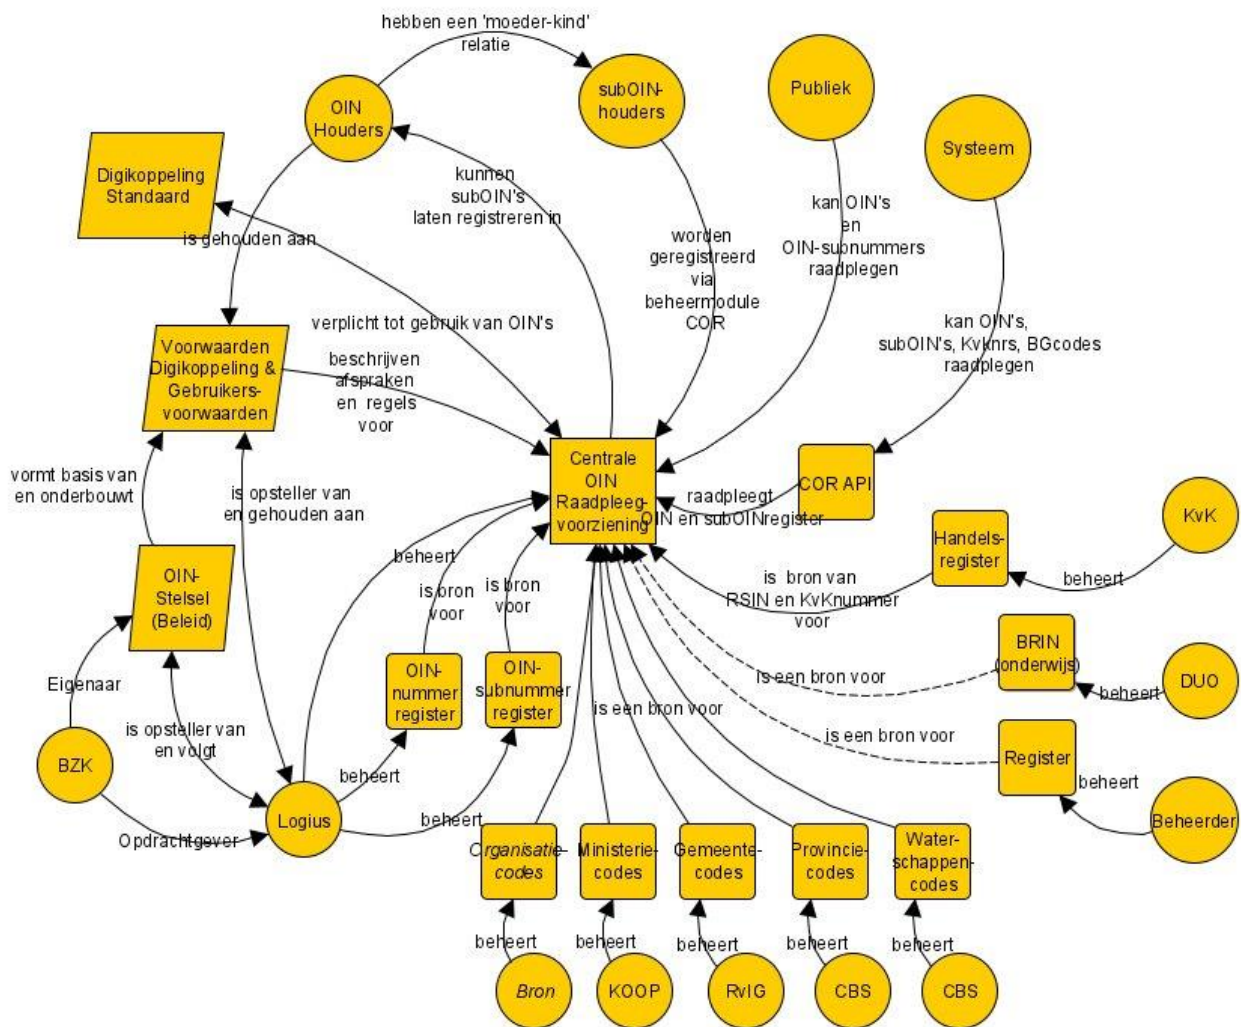 hebben een 'moeder-kind'
relatie
OIN
Houders
subOIN-
houders
Publiek
Systeem
Digikoppeling
Standaard
kunnen
subOIN's
laten registreren in
is gehouden aan
worden
geregistreerd
via
beheermodule
COR
kan OIN's
en
OIN-subnummers
raadplegen
verplicht tot gebruik van OIN's
kan OIN's,
subOIN's, Kvknrs, BGcodes
raadplegen
Voorwaarden
Digikoppeling &
Gebruikers-
voorwaarden
beschrijven
afspraken
en regels
voor
Centrale
OIN
Raadpleeg-
voorziening
COR API
raadpleegt
OIN en subOINregister
KvK
Handels-
register
beheert
is bron van
RSIN en KvKnummer
voor
vormt basis van
en onderbouwt
is opsteller van
en gehouden aan
beheert
is bron
voor
is bron
voor
OIN-
Stelsel
(Beleid)
BRIN
(onderwijs)
beheert
DUO
is een bron voor
OIN-
nummer
register
OIN-
subnummer
register
Eigenaar
is een bron voor
is een bron voor
Register
beheert
Beheerder
is opsteller van
en volgt
BZK
beheert
Logius
beheert
Opdrachtgever
Organisatie-
codes
Ministerie-
codes
Gemeente-
codes
Provincie-
codes
Water-
schappen-
codes
beheert
beheert
beheert
beheert
beheert
Bron
KOOP
RvIG
CBS
CBS